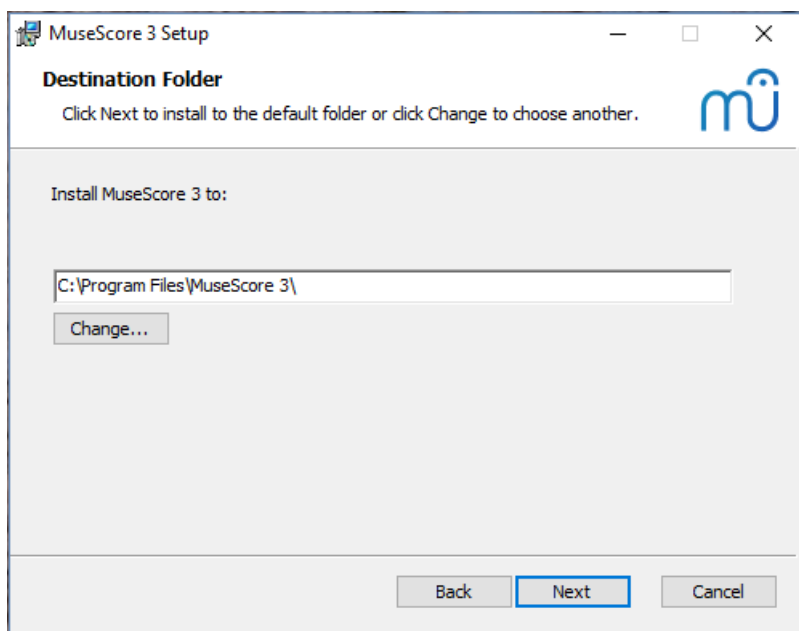 MuseScore 3 Setup
Destination Folder
Click Next to install to the default folder or click Change to choose another.
Install MuseScore 3 to:
C:\Program Files\MuseScore 3\
Change...
Back Next Cancel